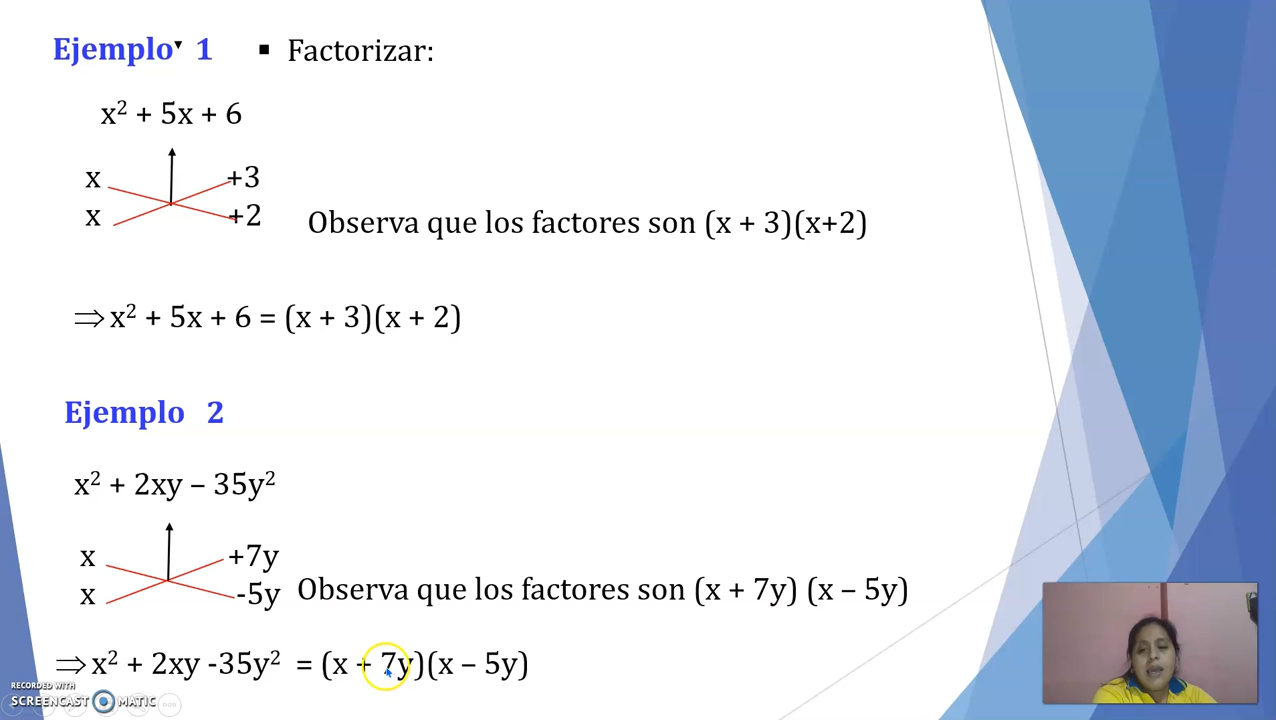 Ejemplo 1 ▪ Factorizar:
x² + 5x + 6
x +3
x +2
Observa que los factores son (x + 3)(x+2)
⇒ x² + 5x + 6 = (x + 3)(x + 2)
Ejemplo 2
x² + 2xy – 35y²
x +7y
x -5y
Observa que los factores son (x + 7y) (x – 5y)
⇒ x² + 2xy -35y² = (x + 7y)(x – 5y)
RECORDED WITH
SCREENCAST MATIC